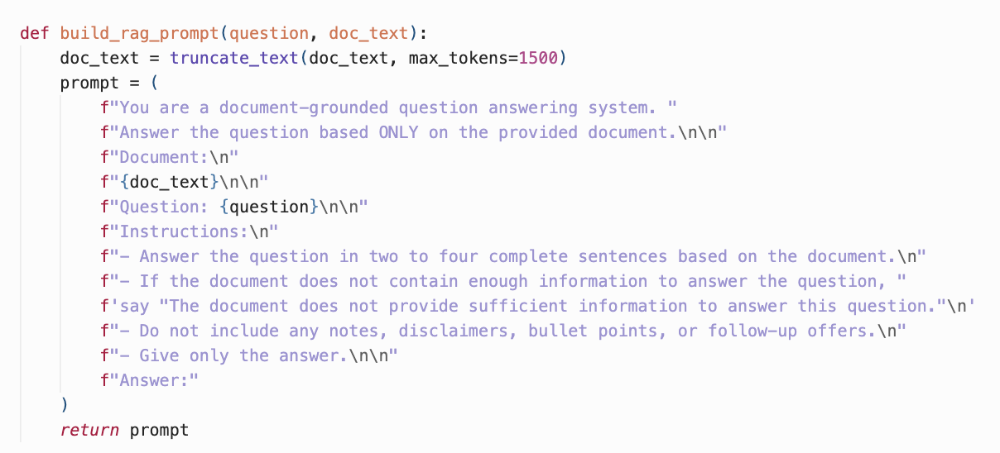 def build_rag_prompt(question, doc_text):
    doc_text = truncate_text(doc_text, max_tokens=1500)
    prompt = (
        f"You are a document-grounded question answering system. "
        f"Answer the question based ONLY on the provided document.\n\n"
        f"Document:\n"
        f"{doc_text}\n\n"
        f"Question: {question}\n\n"
        f"Instructions:\n"
        f"- Answer the question in two to four complete sentences based on the document.\n"
        f"- If the document does not contain enough information to answer the question, "
        f'say "The document does not provide sufficient information to answer this question."\n'
        f"- Do not include any notes, disclaimers, bullet points, or follow-up offers.\n"
        f"- Give only the answer.\n\n"
        f"Answer:"
    )
    return prompt